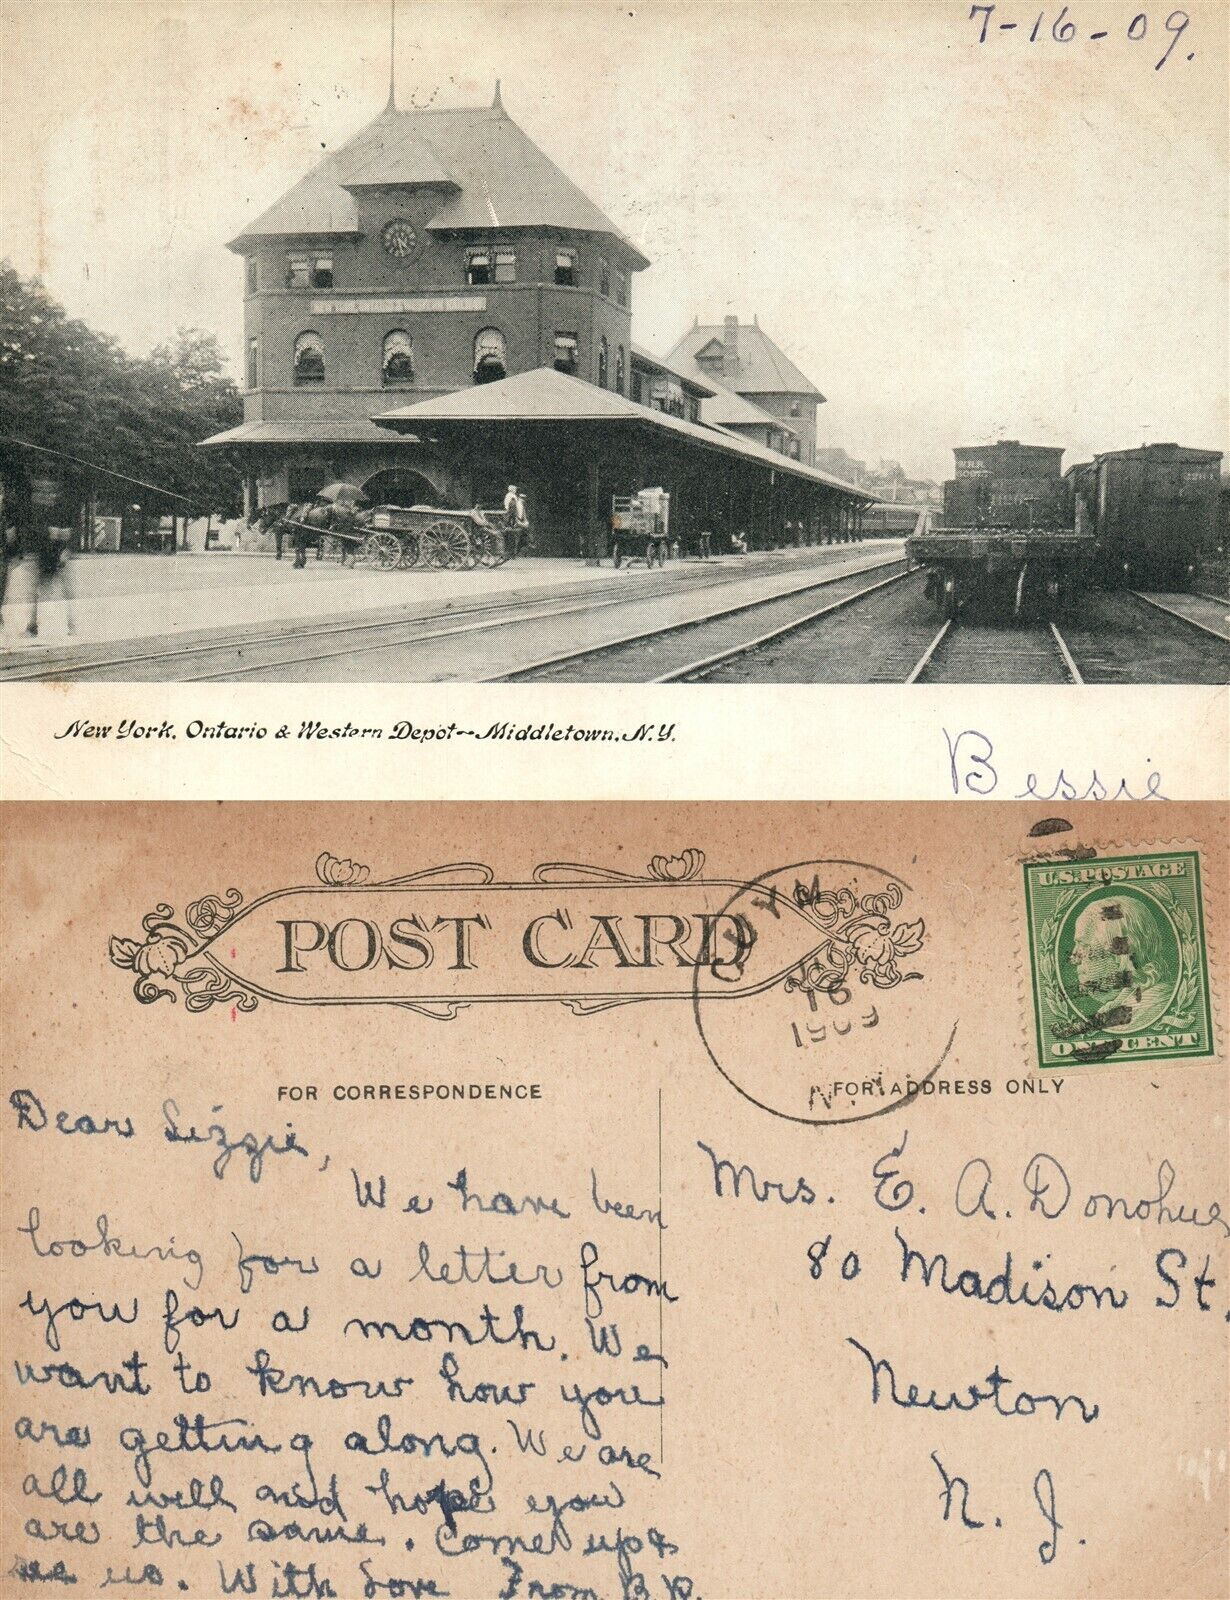 7-16-09.
New York, Ontario & Western Depot—Middletown, N.Y.
Bessie
POST CARD
16
1909
N.Y.
U.S. POSTAGE
ONE CENT
FOR CORRESPONDENCE
FOR ADDRESS ONLY
Dear Lizzie,
We have been
looking for a letter from
you for a month. We
want to know how you
are getting along. We are
all well and hope you
are the same. Come up &
see us. With Love From B.R.
Mrs. E. A. Donohue
80 Madison St.
Newton
N. J.